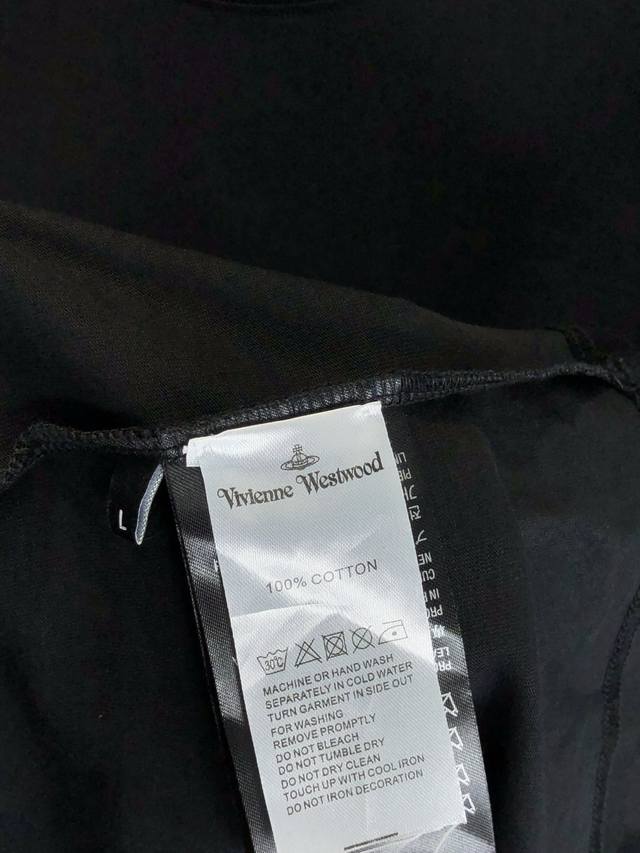 Vivienne Westwood
L
100% COTTON
30°C
MACHINE OR HAND WASH
SEPARATELY IN COLD WATER
TURN GARMENT IN SIDE OUT
FOR WASHING
REMOVE PROMPTLY
DO NOT BLEACH
DO NOT TUMBLE DRY
DO NOT DRY CLEAN
TOUCH UP WITH COOL IRON
DO NOT IRON DECORATION